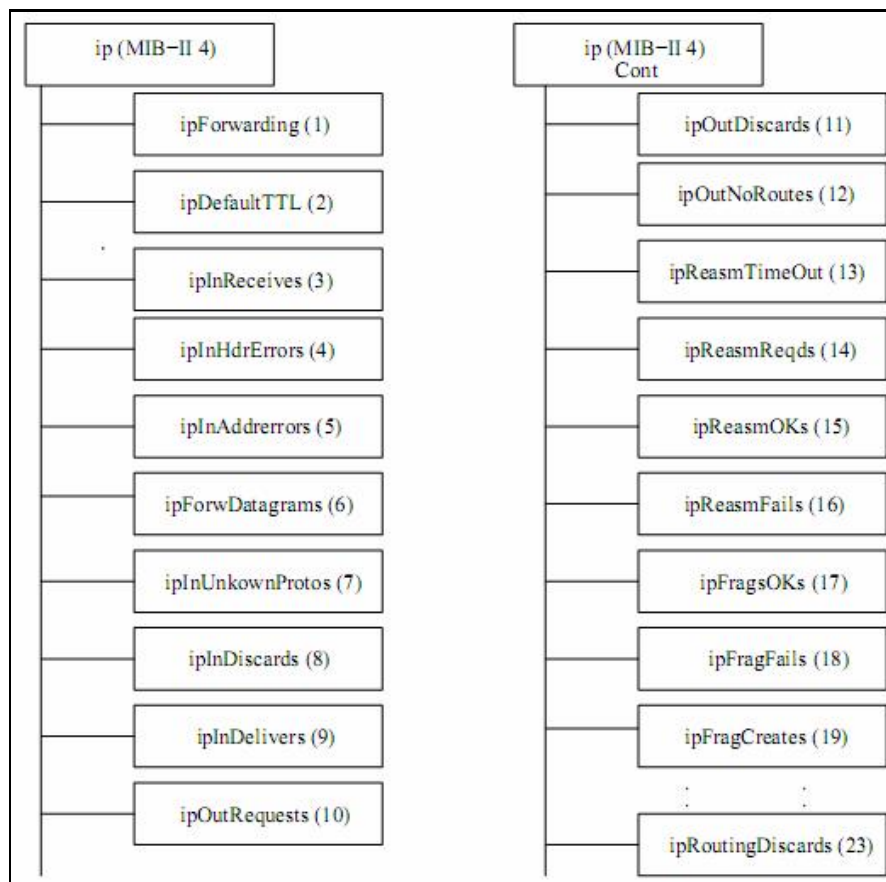 ip (MIB-II 4)
ipForwarding (1)
ipDefaultTTL (2)
ipInReceives (3)
ipInHdrErrors (4)
ipInAddrerrors (5)
ipForwDatagrams (6)
ipInUnkownProtos (7)
ipInDiscards (8)
ipInDelivers (9)
ipOutRequests (10)
ip (MIB-II 4)
Cont
ipOutDiscards (11)
ipOutNoRoutes (12)
ipReasmTimeOut (13)
ipReasmReqds (14)
ipReasmOKs (15)
ipReasmFails (16)
ipFragsOKs (17)
ipFragFails (18)
ipFragCreates (19)
ipRoutingDiscards (23)